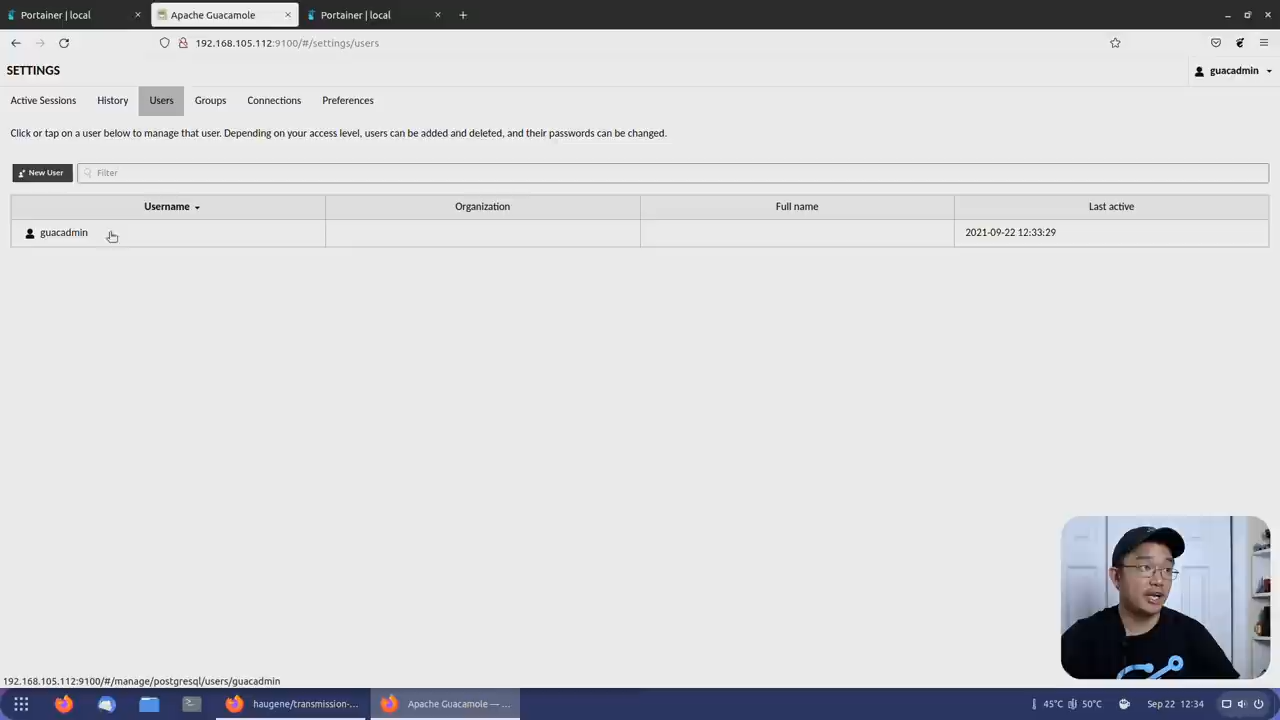 Portainer | local
Apache Guacamole
Portainer | local
192.168.105.112:9100/#/settings/users
SETTINGS
guacadmin
Active Sessions
History
Users
Groups
Connections
Preferences
Click or tap on a user below to manage that user. Depending on your access level, users can be added and deleted, and their passwords can be changed.
New User
Filter
Username
Organization
Full name
Last active
guacadmin
2021-09-22 12:33:29
192.168.105.112:9100/#/manage/postgresql/users/guacadmin
haugene/transmission-...
Apache Guacamole — ...
45°C
50°C
Sep 22
12:34